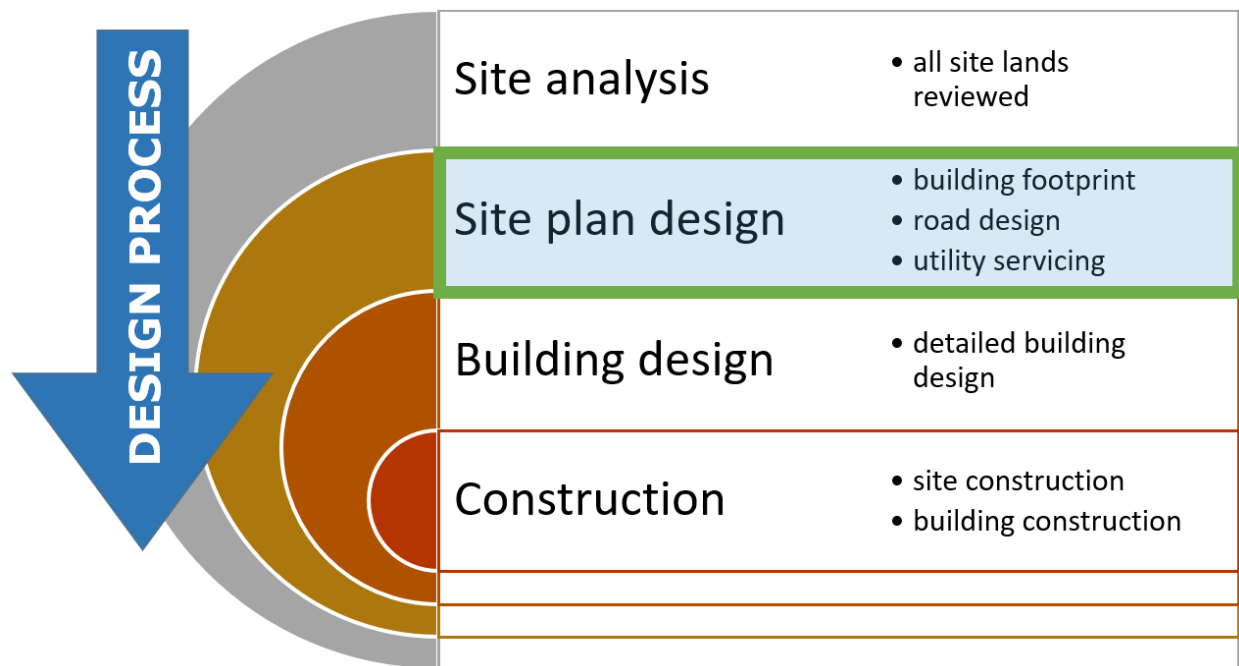 DESIGN PROCESS
Site analysis
• all site lands
reviewed
Site plan design
• building footprint
• road design
• utility servicing
Building design
• detailed building
design
Construction
• site construction
• building construction